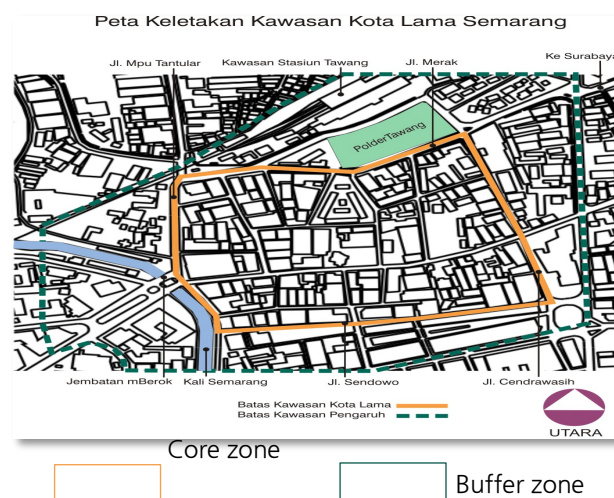 Peta Keletakan Kawasan Kota Lama Semarang
Jl. Mpu Tantular
Kawasan Stasiun Tawang
Jl. Merak
Ke Surabaya
PolderTawang
Jembatan mBerok
Kali Semarang
Jl. Sendowo
Jl. Cendrawasih
Batas Kawasan Kota Lama
Batas Kawasan Pengaruh
UTARA
Core zone
Buffer zone